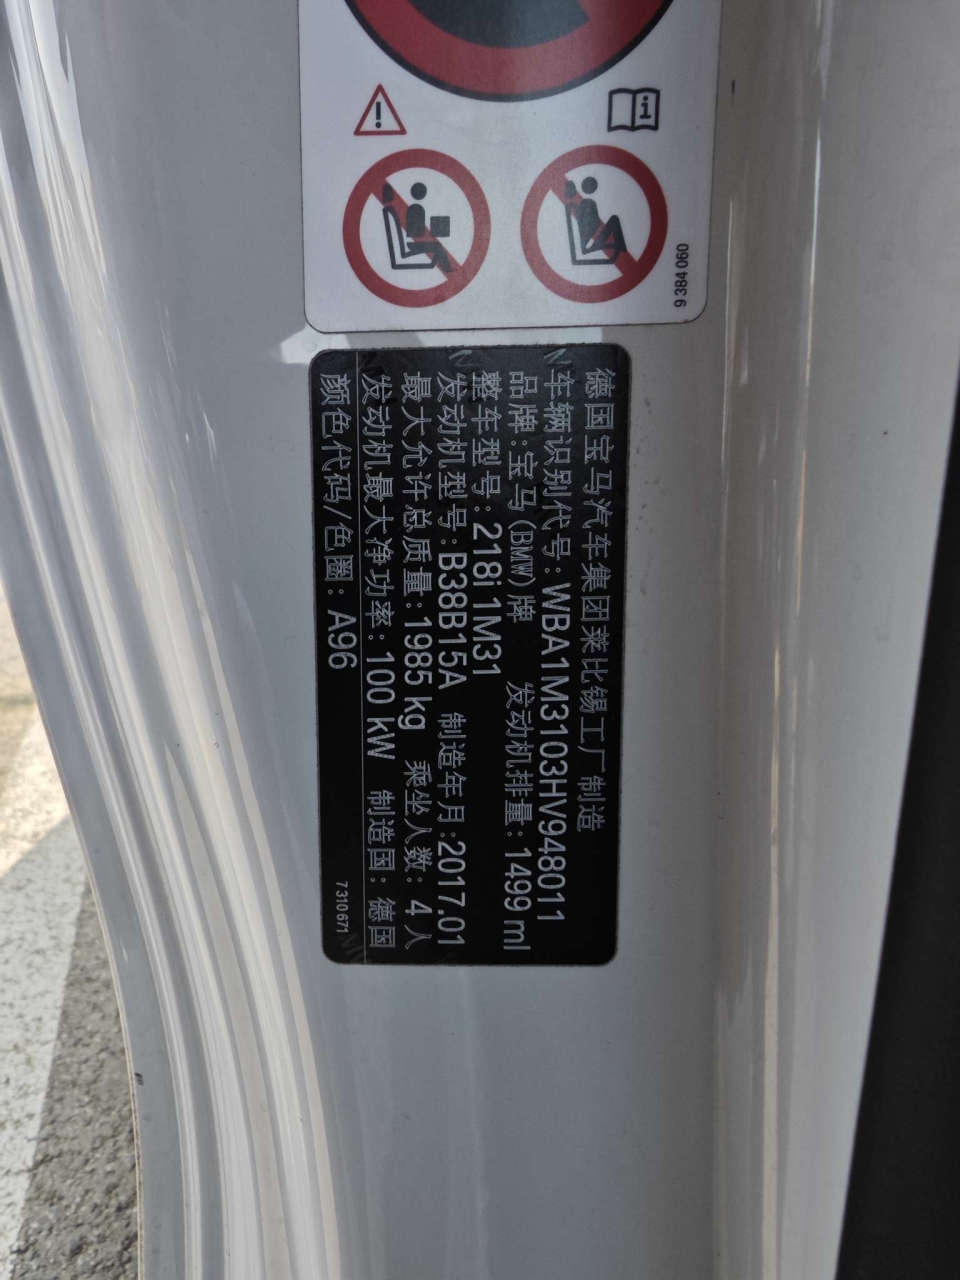 9 384 060
德国宝马汽车集团莱比锡工厂制造
车辆识别代号: WBA1M3103HV948011
品牌:宝马(BMW)牌 发动机排量: 1499 ml
整车型号:218i 1M31
发动机型号:B38B15A 制造年月:2017.01
最大允许总质量:1985 kg 乘坐人数: 4 人
发动机最大净功率: 100 kW 制造国: 德国
颜色代码/色圈: A96
7 310 671